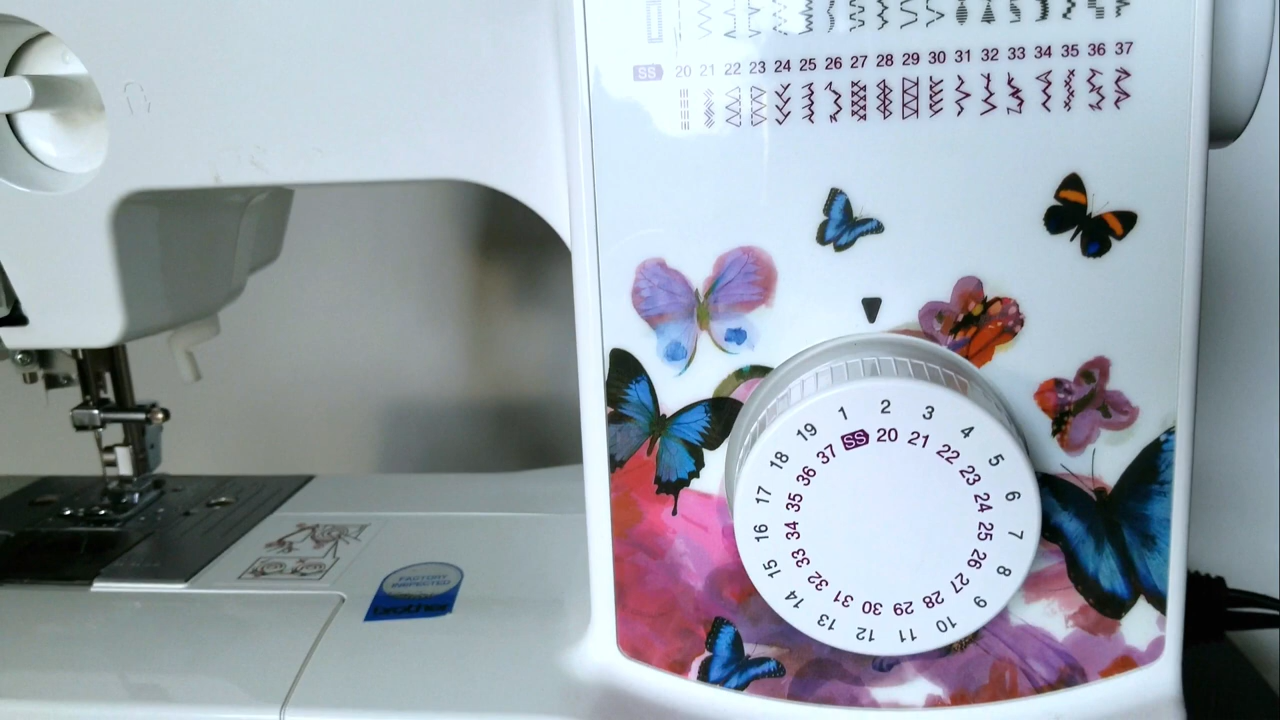 SS 20 21 22 23 24 25 26 27 28 29 30 31 32 33 34 35 36 37
1 2 3 4 5 6 7 8 9 10 11 12 13 14 15 16 17 18 19
SS 20 21 22 23 24 25 26 27 28 29 30 31 32 33 34 35 36 37
FACTORY
INSPECTED
brother